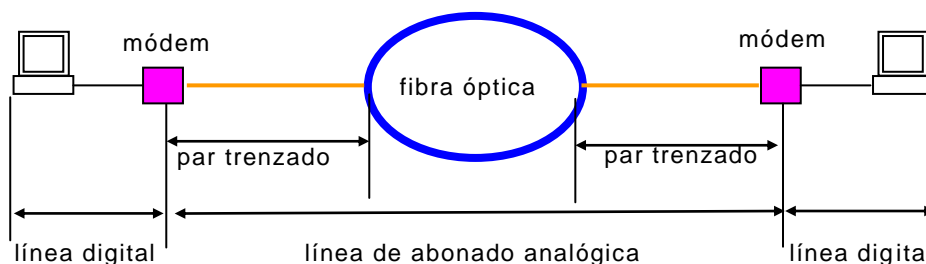 módem
módem
fibra óptica
par trenzado
par trenzado
línea digital
línea de abonado analógica
línea digita